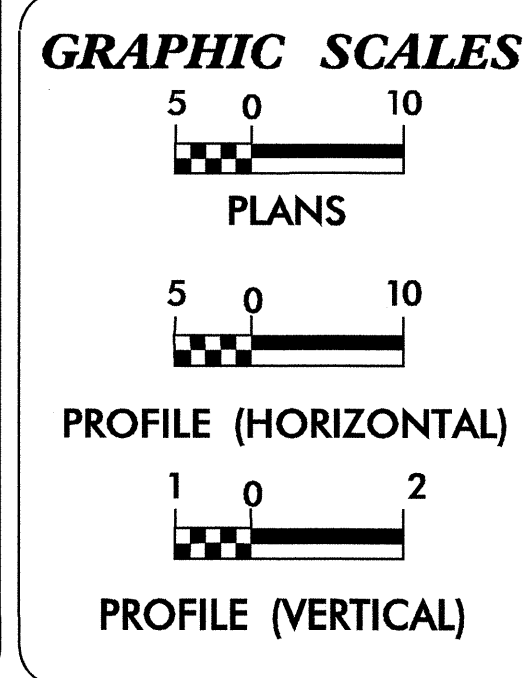 GRAPHIC SCALES
5 0 10
PLANS
5 0 10
PROFILE (HORIZONTAL)
1 0 2
PROFILE (VERTICAL)